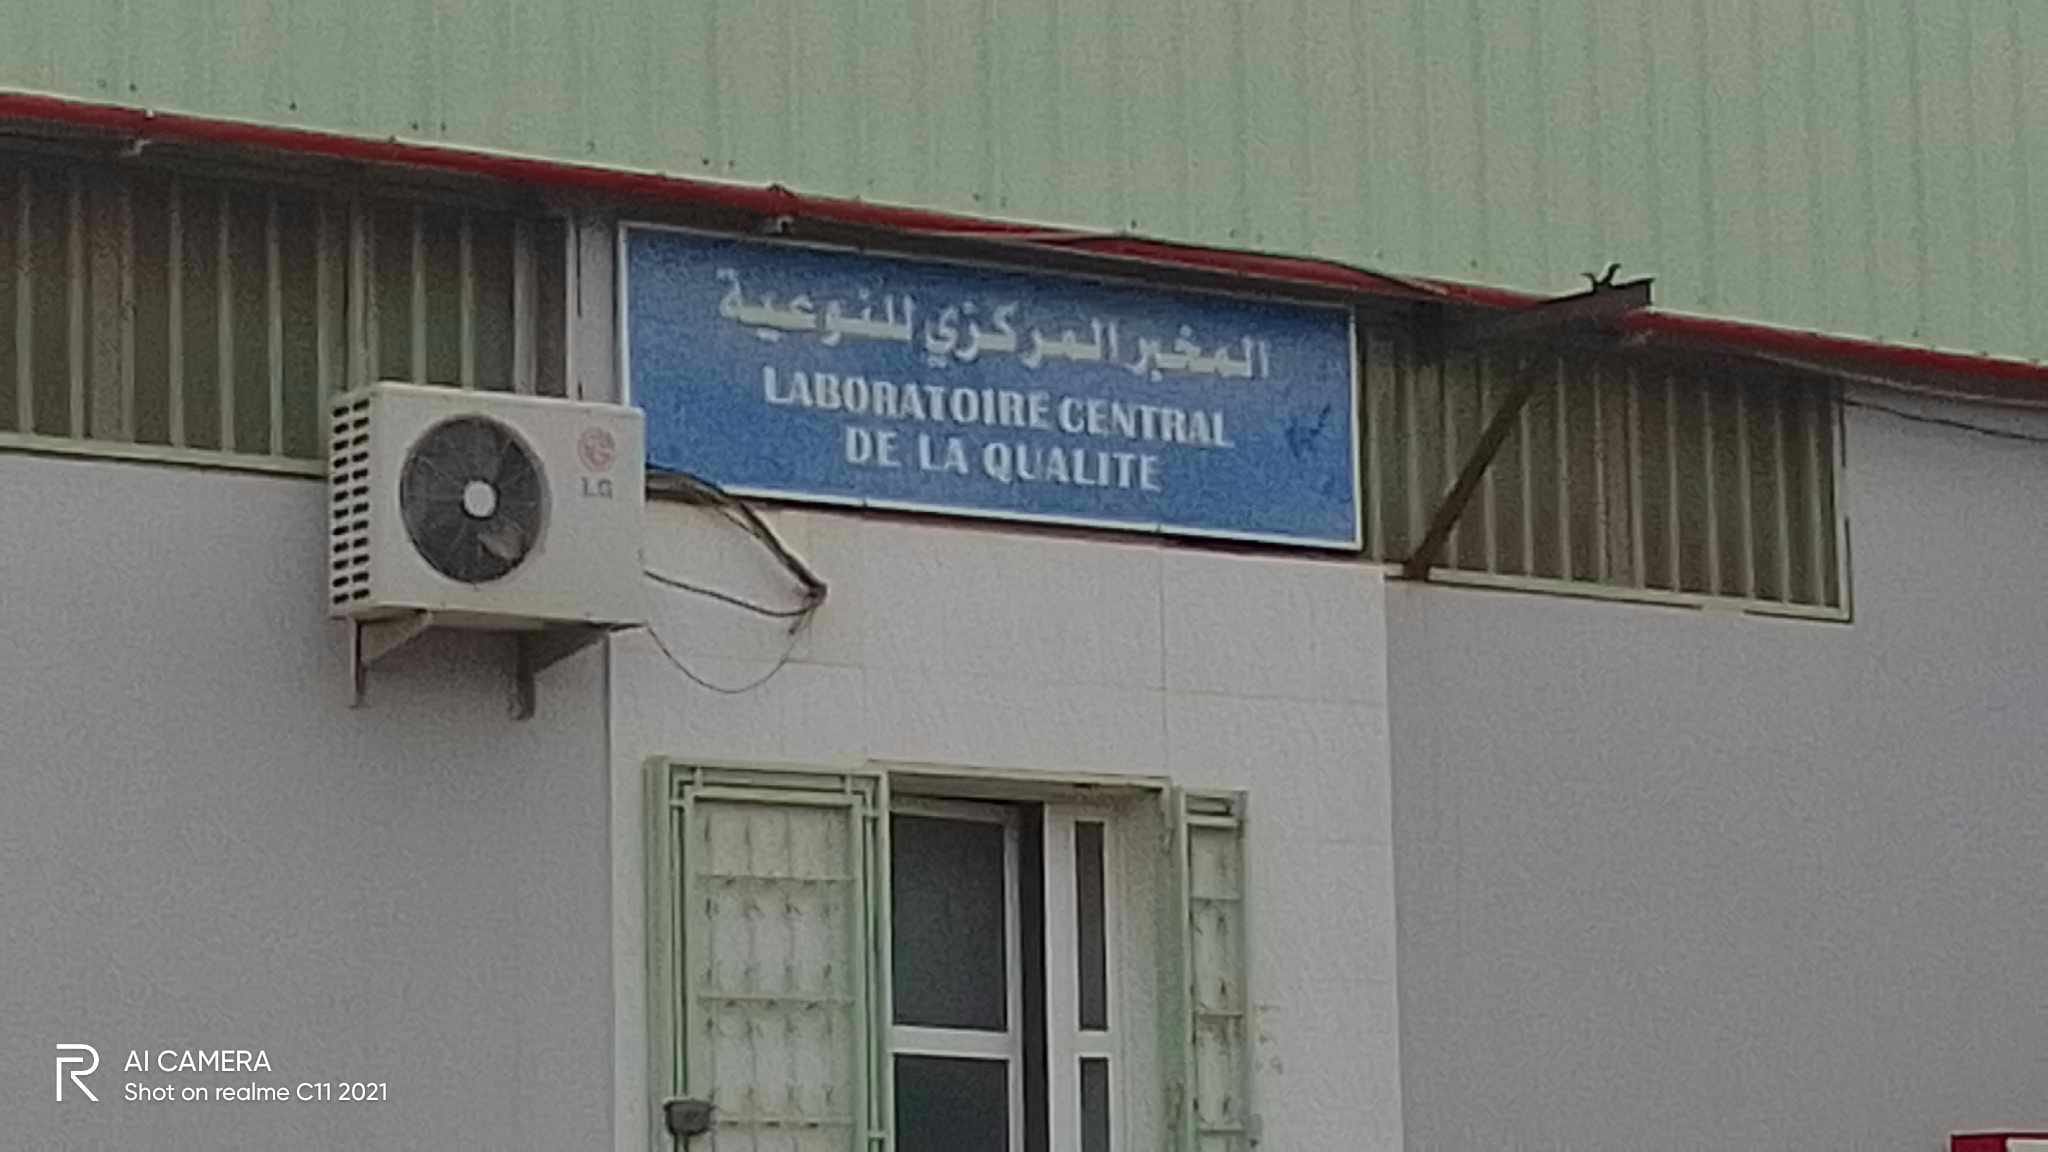 المخبر المركزي للنوعية
LABORATOIRE CENTRAL
DE LA QUALITE
LG
AI CAMERA
Shot on realme C11 2021